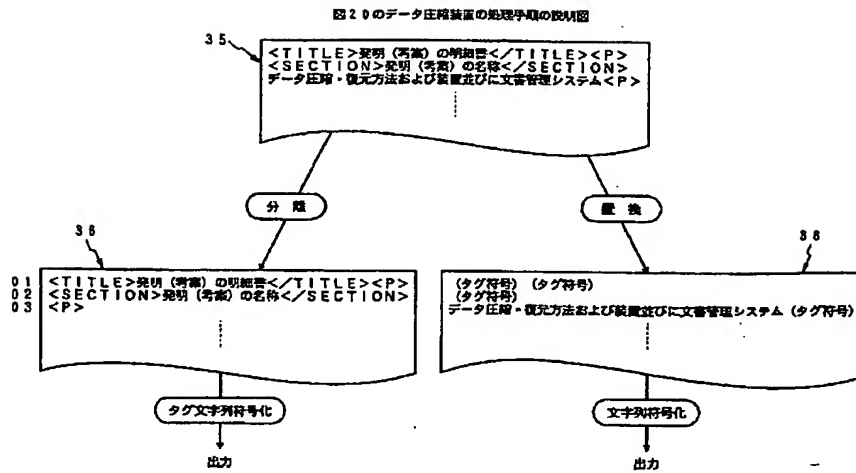 図20のデータ圧縮装置の処理手順の説明図
35
<TITLE>発明(考案)の明細書</TITLE><P>
<SECTION>発明(考案)の名称</SECTION>
データ圧縮・復元方法および装置並びに文書管理システム<P>
分離
置換
36
38
01 <TITLE>発明(考案)の明細書</TITLE><P>
02 <SECTION>発明(考案)の名称</SECTION>
03 <P>
(タグ符号)(タグ符号)
(タグ符号)
データ圧縮・復元方法および装置並びに文書管理システム(タグ符号)
タグ文字列符号化
文字列符号化
出力
出力